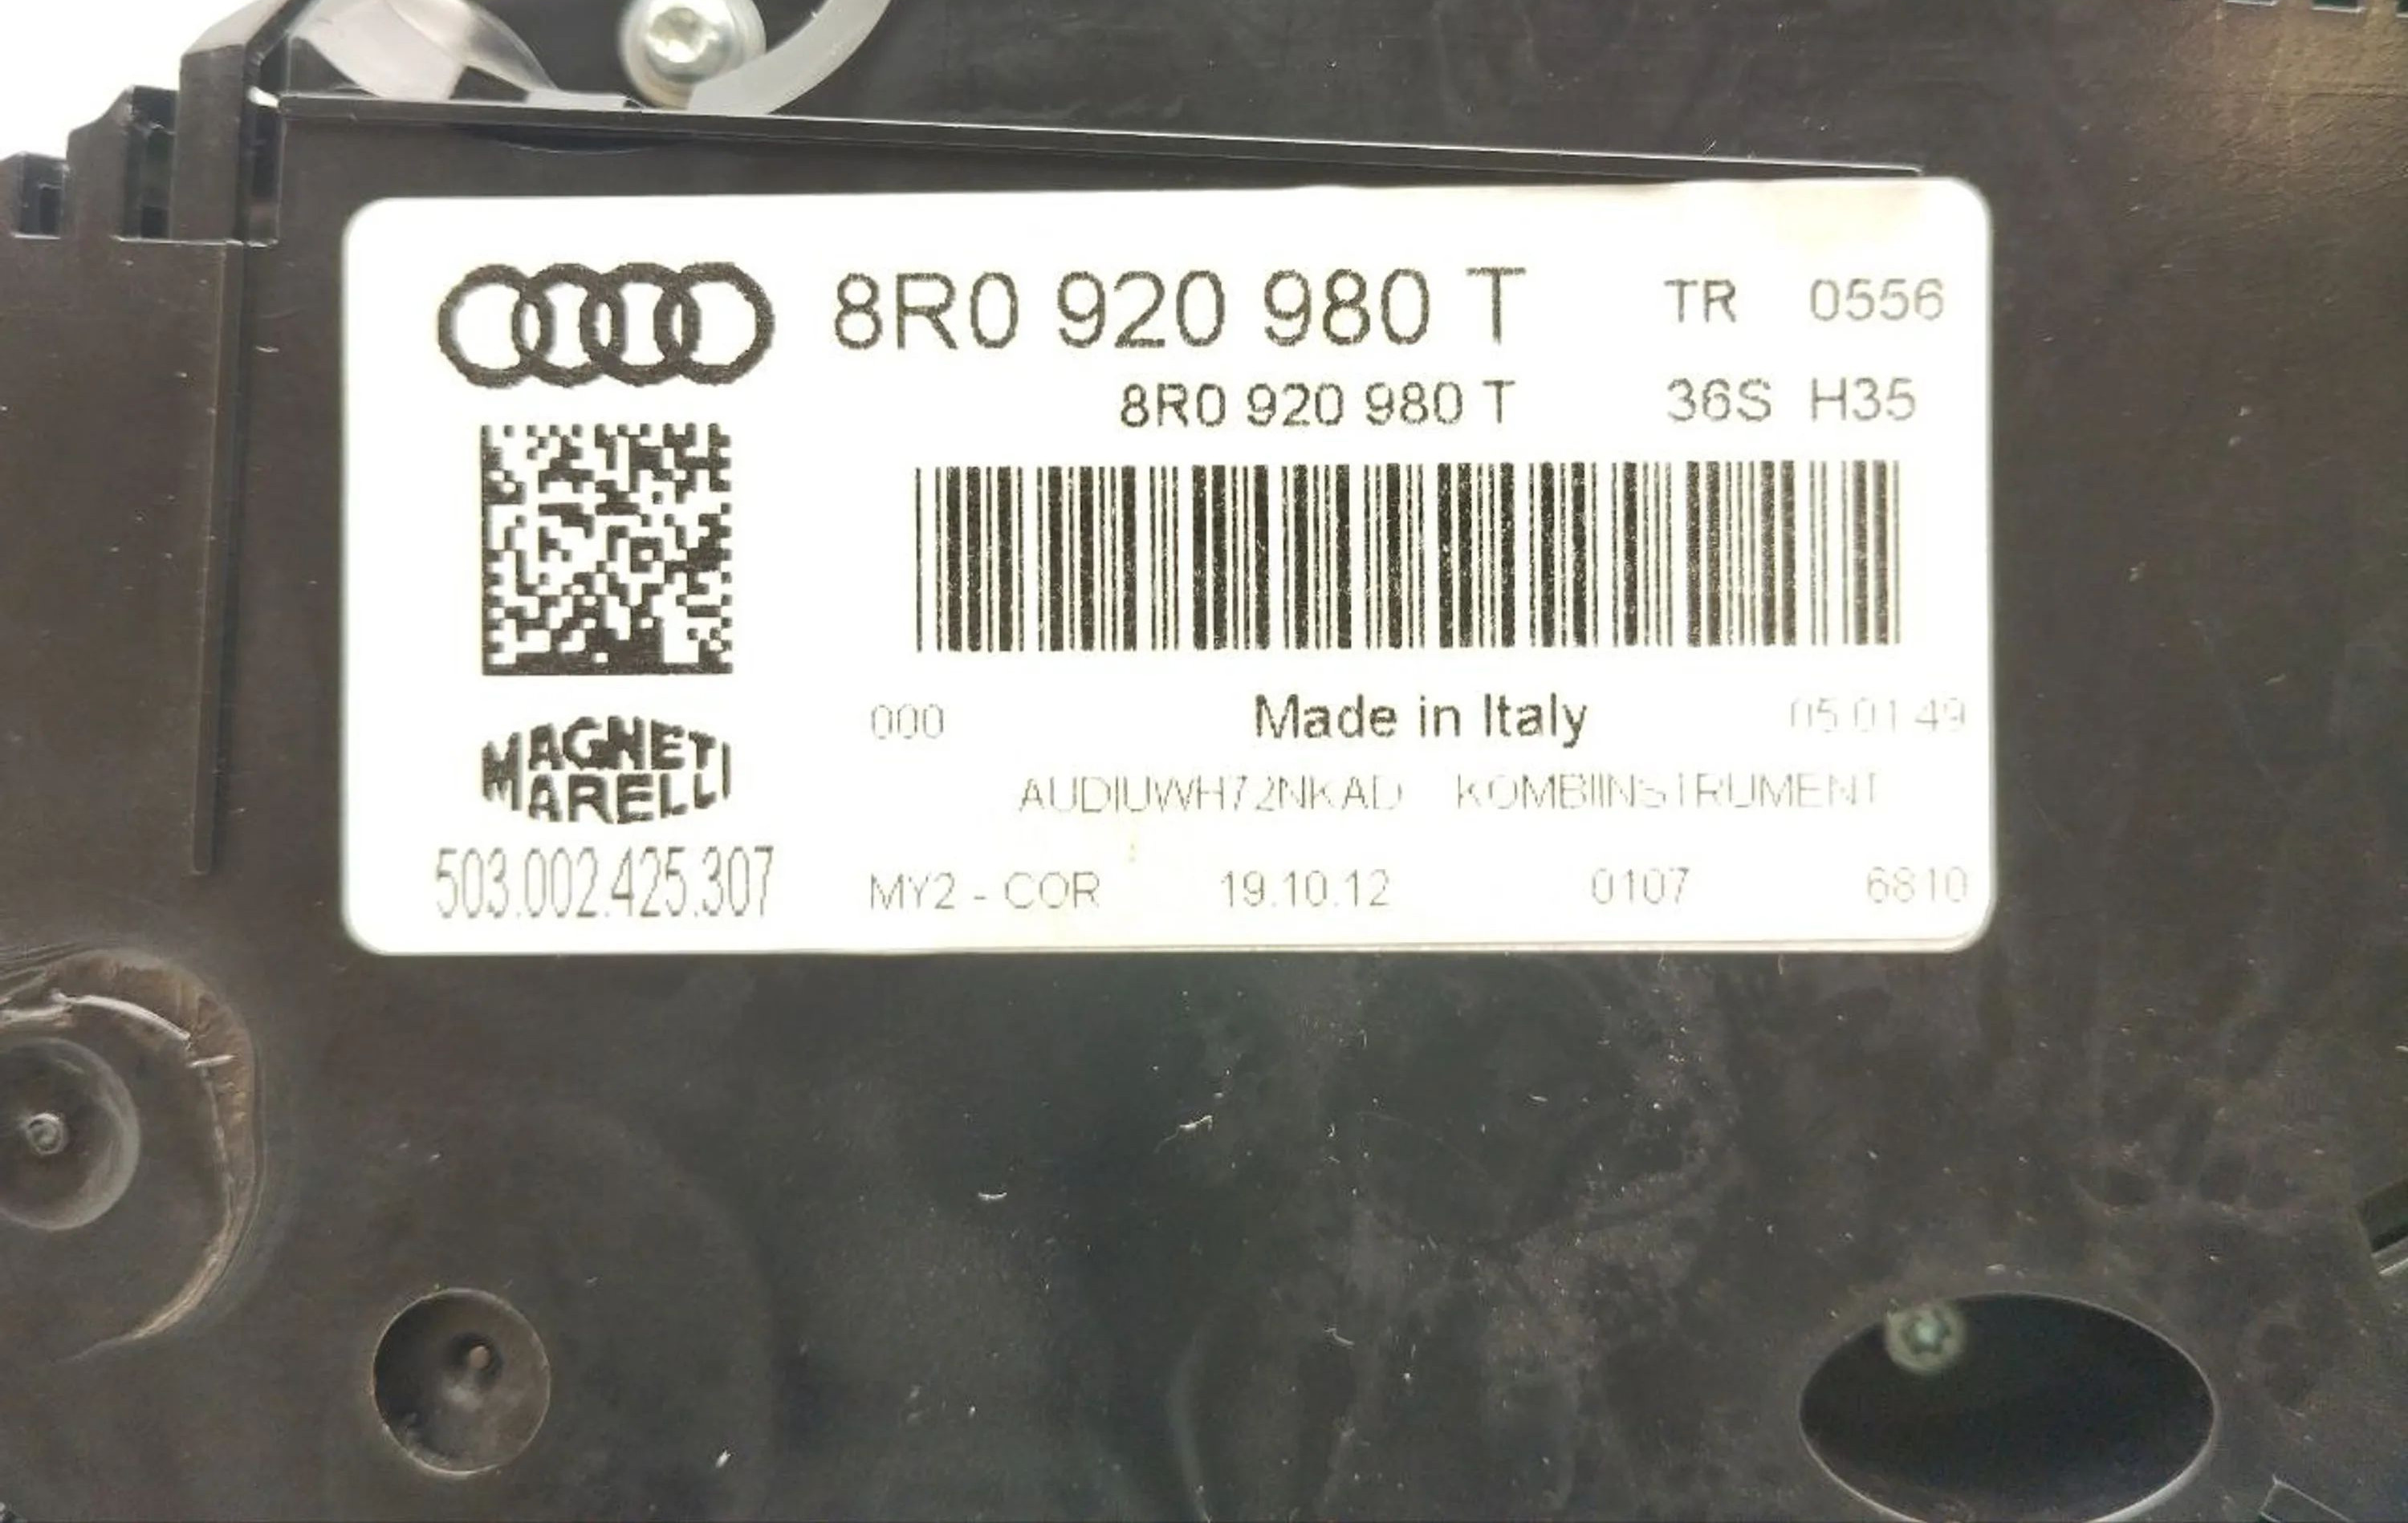 8R0 920 980 T TR 0556
8R0 920 980 T 36S H35
000 Made in Italy 05 01 49
MAGNETI
MARELLI
AUDIUWH72NKAD KOMBIINSTRUMENT
503.002.425.307 MY2 - COR 19.10.12 0107 6810